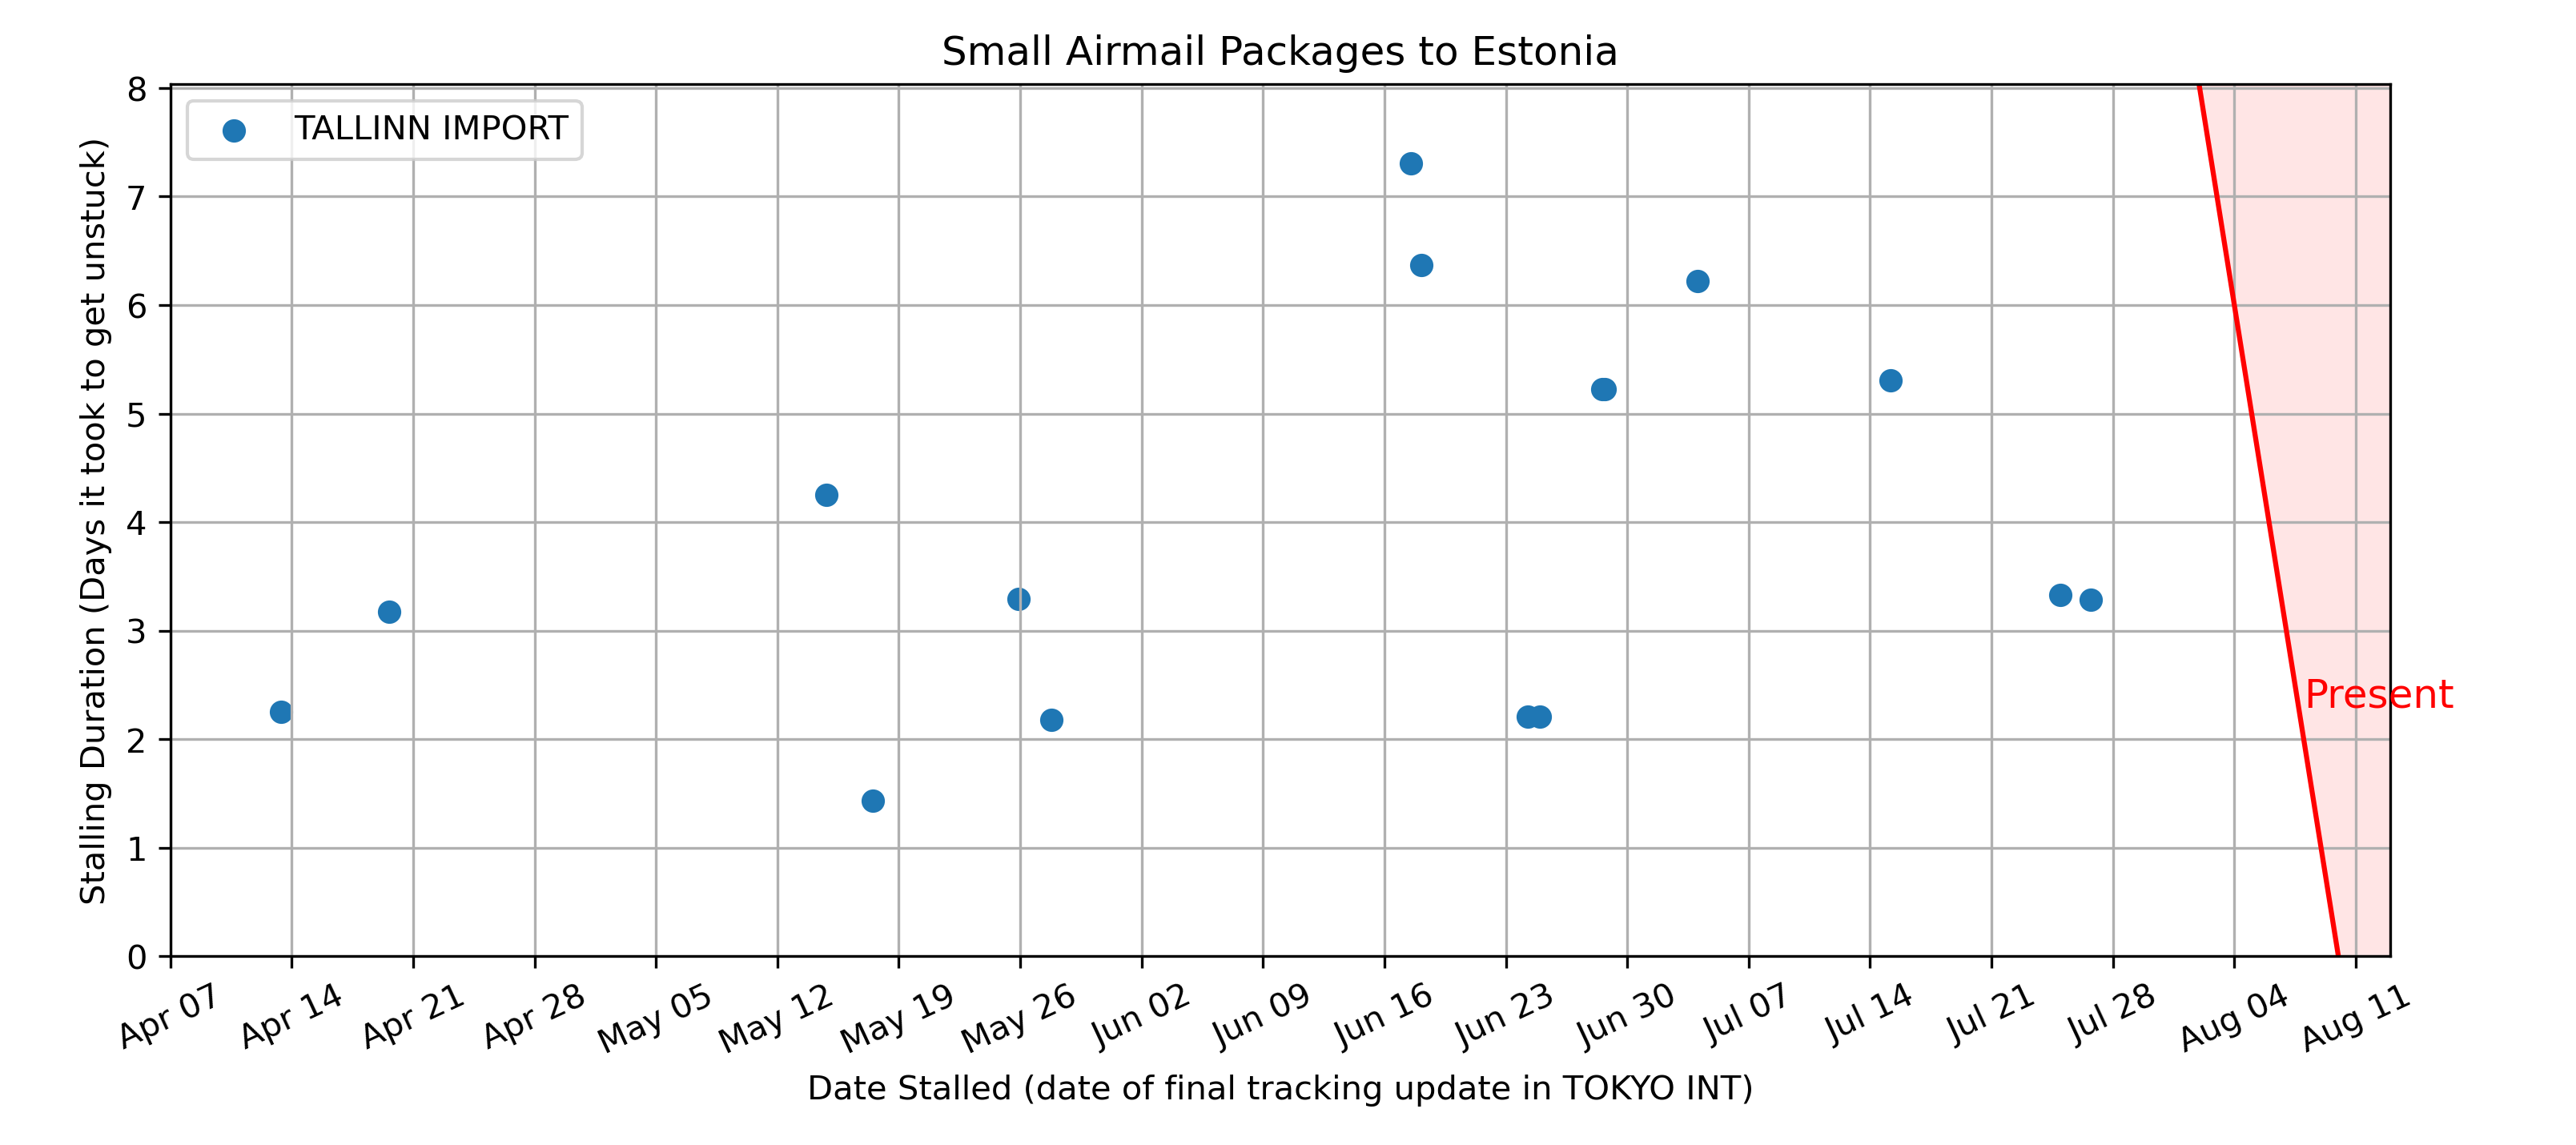 Small Airmail Packages to Estonia
TALLINN IMPORT
Stalling Duration (Days it took to get unstuck)
8
7
6
5
4
3
2
1
0
Present
Apr 07 Apr 14 Apr 21 Apr 28 May 05 May 12 May 19 May 26 Jun 02 Jun 09 Jun 16 Jun 23 Jun 30 Jul 07 Jul 14 Jul 21 Jul 28 Aug 04 Aug 11
Date Stalled (date of final tracking update in TOKYO INT)